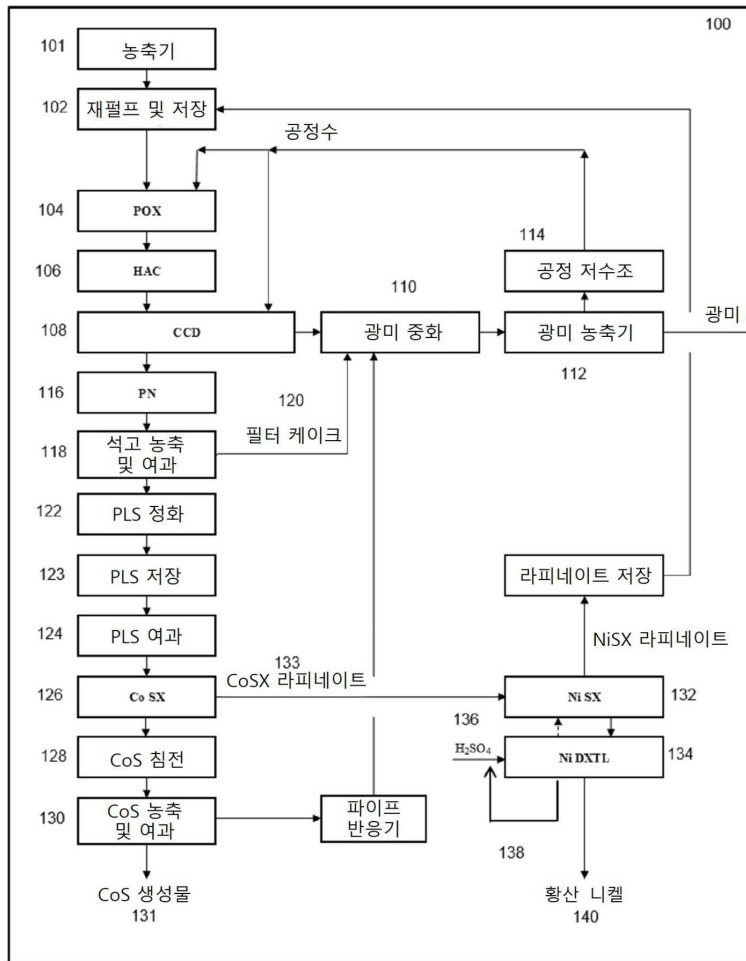 100
101
농축기
102
재펄프 및 저장
공정수
104
POX
114
106
HAC
110
공정 저수조
108
CCD
광미 중화
광미 농축기
광미
112
116
PN
120
118
석고 농축
및 여과
필터 케이크
122
PLS 정화
123
PLS 저장
라피네이트 저장
124
PLS 여과
NiSX 라피네이트
133
CoSX 라피네이트
126
Co SX
Ni SX
132
136
128
CoS 침전
H₂SO₄
Ni DXTL
134
130
CoS 농축
및 여과
파이프
반응기
138
CoS 생성물
131
황산 니켈
140